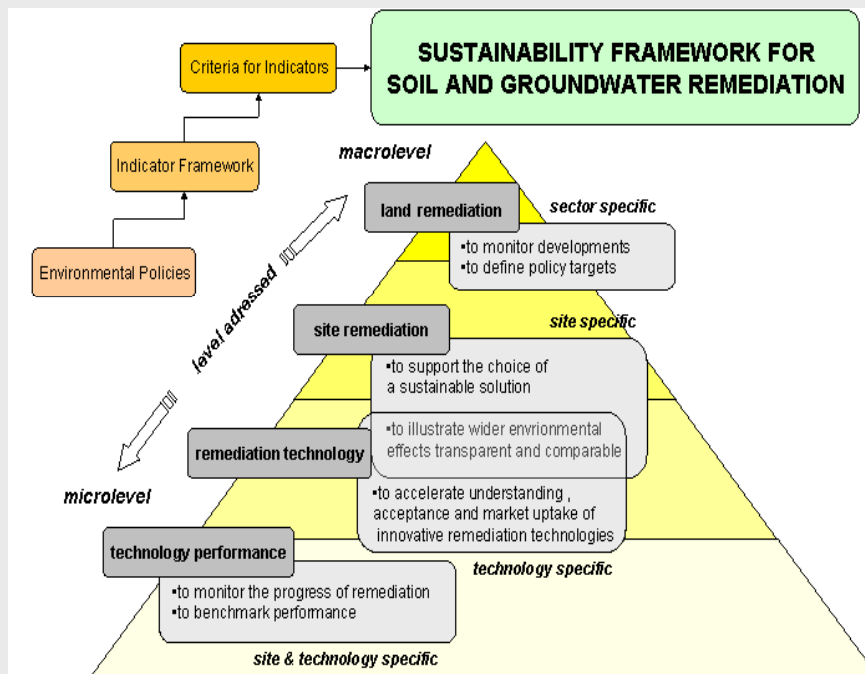 SUSTAINABILITY FRAMEWORK FOR
SOIL AND GROUNDWATER REMEDIATION
Criteria for Indicators
Indicator Framework
Environmental Policies
macrolevel
level adressed
microlevel
land remediation
sector specific
▪to monitor developments
▪to define policy targets
site remediation
site specific
▪to support the choice of
a sustainable solution
▪to illustrate wider envrionmental
effects transparent and comparable
remediation technology
▪to accelerate understanding ,
acceptance and market uptake of
innovative remediation technologies
technology specific
technology performance
▪to monitor the progress of remediation
▪to benchmark performance
site & technology specific